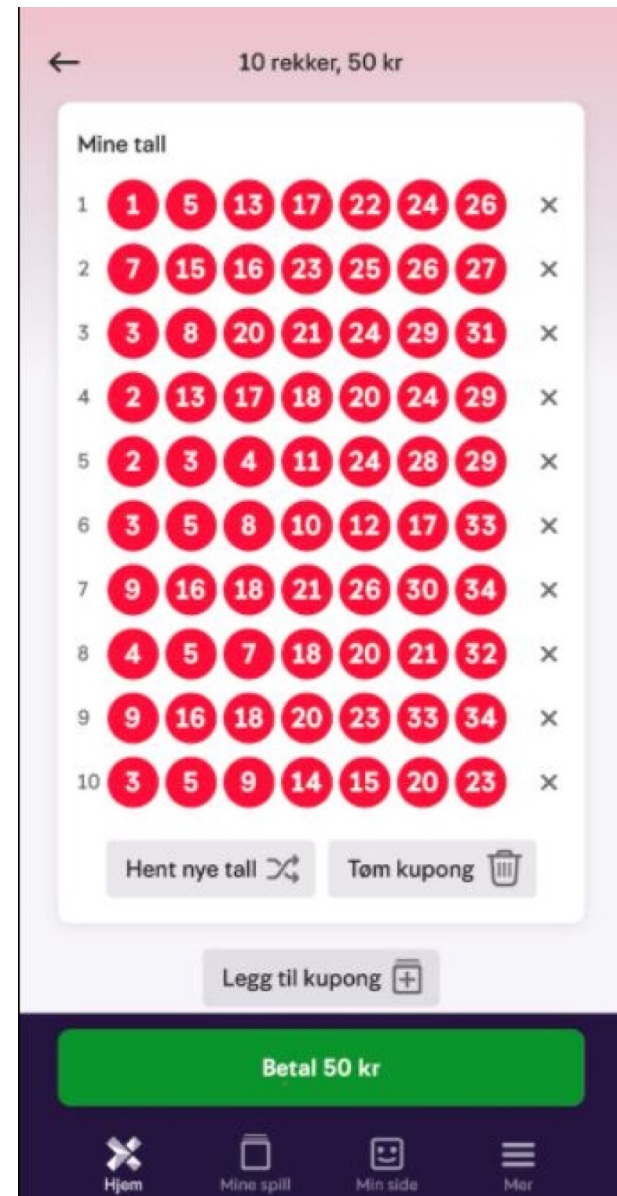 10 rekker, 50 kr
Mine tall
1 1 5 13 17 22 24 26
2 7 15 16 23 25 26 27
3 3 8 20 21 24 29 31
4 2 13 17 18 20 24 29
5 2 3 4 11 24 28 29
6 3 5 8 10 12 17 33
7 9 16 18 21 26 30 34
8 4 5 7 18 20 21 32
9 9 16 18 20 23 33 34
10 3 5 9 14 15 20 23
Hent nye tall Tøm kupong
Legg til kupong
Betal 50 kr
Hjem Mine spill Min side Mer